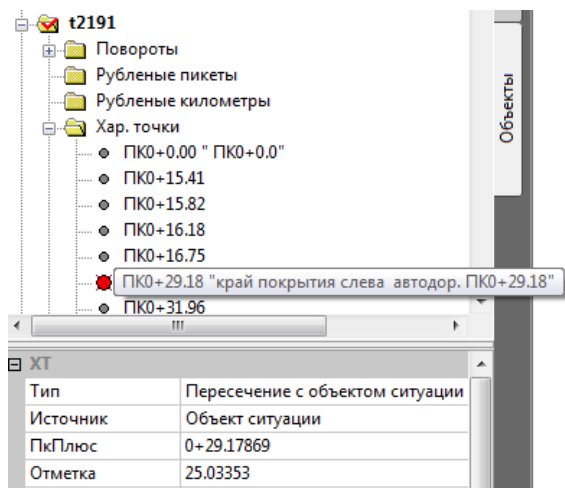 t2191
Повороты
Рубленые пикеты
Рубленые километры
Хар. точки
ПК0+0.00 " ПК0+0.0"
ПК0+15.41
ПК0+15.82
ПК0+16.18
ПК0+16.75
ПК0+29.18 "край покрытия слева автодор. ПК0+29.18"
ПК0+31.96
Объекты
ХТ
Тип Пересечение с объектом ситуации
Источник Объект ситуации
ПкПлюс 0+29.17869
Отметка 25.03353